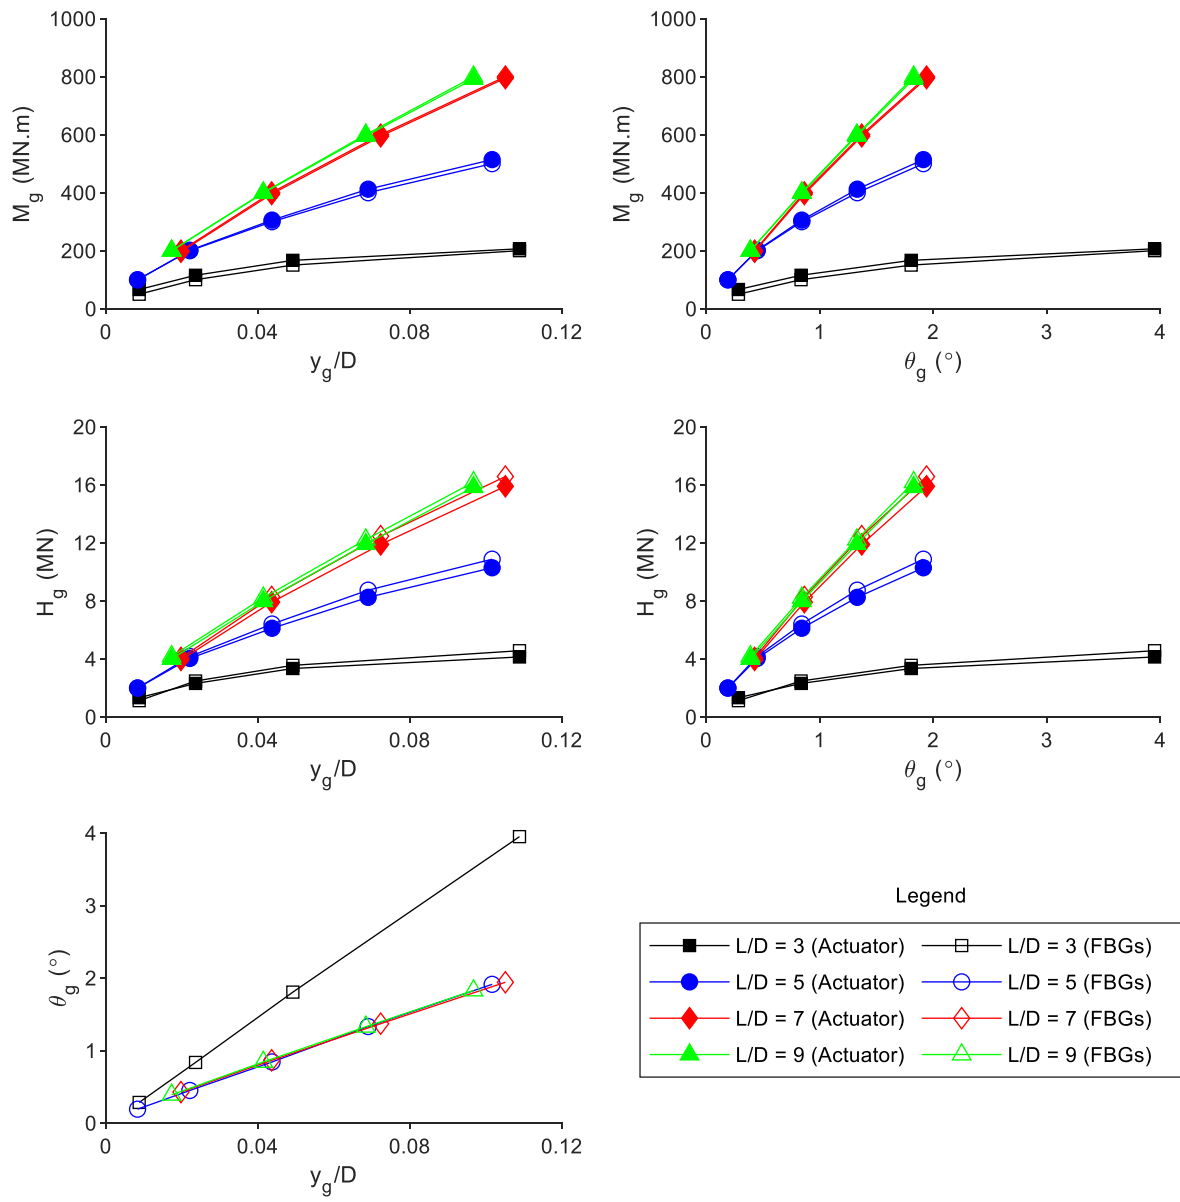 1000
800
600
400
200
0
M_g (MN.m)
0 0.04 0.08 0.12
y_g/D
1000
800
600
400
200
0
M_g (MN.m)
0 1 2 3 4
θ_g (°)
20
16
12
8
4
0
H_g (MN)
0 0.04 0.08 0.12
y_g/D
20
16
12
8
4
0
H_g (MN)
0 1 2 3 4
θ_g (°)
4
3
2
1
0
θ_g (°)
0 0.04 0.08 0.12
y_g/D
Legend
L/D = 3 (Actuator) L/D = 3 (FBGs)
L/D = 5 (Actuator) L/D = 5 (FBGs)
L/D = 7 (Actuator) L/D = 7 (FBGs)
L/D = 9 (Actuator) L/D = 9 (FBGs)